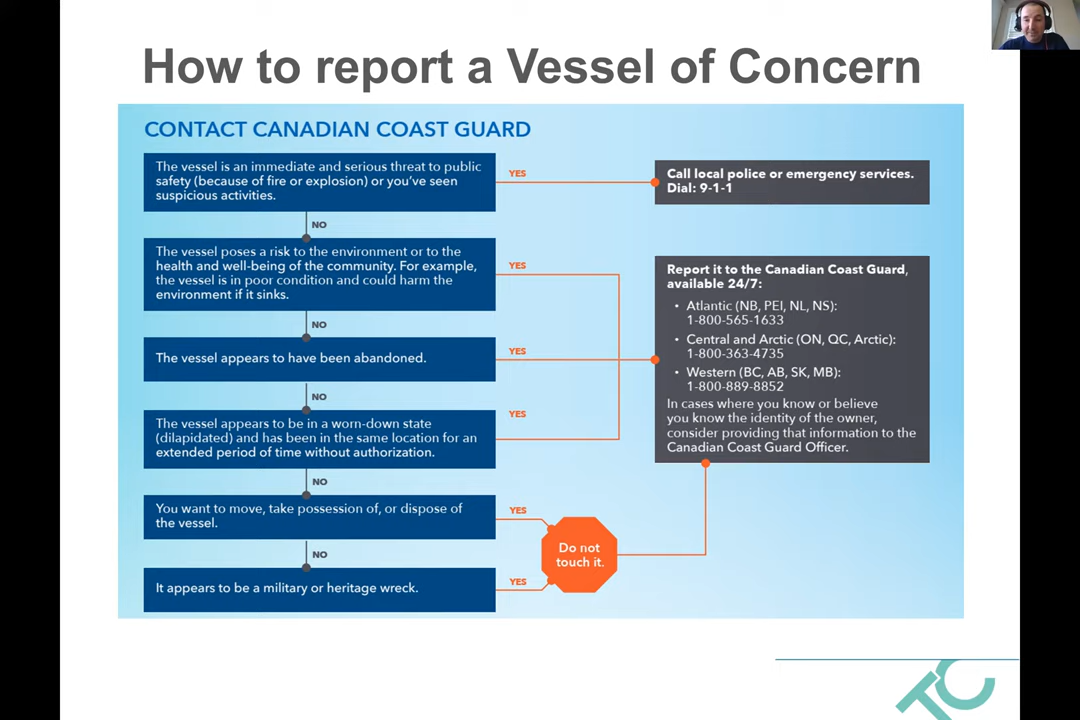 How to report a Vessel of Concern
CONTACT CANADIAN COAST GUARD
The vessel is an immediate and serious threat to public
safety (because of fire or explosion) or you've seen
suspicious activities.
YES
Call local police or emergency services.
Dial: 9-1-1
NO
The vessel poses a risk to the environment or to the
health and well-being of the community. For example,
the vessel is in poor condition and could harm the
environment if it sinks.
YES
NO
The vessel appears to have been abandoned.
YES
NO
The vessel appears to be in a worn-down state
(dilapidated) and has been in the same location for an
extended period of time without authorization.
YES
Report it to the Canadian Coast Guard,
available 24/7:
• Atlantic (NB, PEI, NL, NS):
1-800-565-1633
• Central and Arctic (ON, QC, Arctic):
1-800-363-4735
• Western (BC, AB, SK, MB):
1-800-889-8852
In cases where you know or believe
you know the identity of the owner,
consider providing that information to the
Canadian Coast Guard Officer.
NO
You want to move, take possession of, or dispose of
the vessel.
YES
NO
It appears to be a military or heritage wreck.
YES
Do not
touch it.
TC